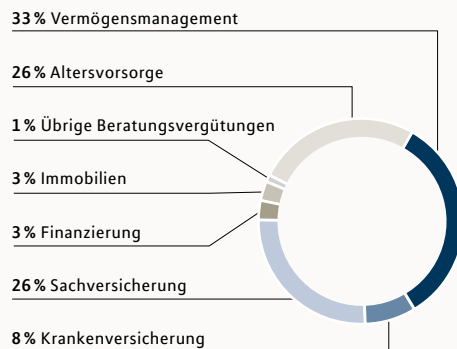 33 % Vermögensmanagement
26 % Altersvorsorge
1 % Übrige Beratungsvergütungen
3 % Immobilien
3 % Finanzierung
26 % Sachversicherung
8 % Krankenversicherung